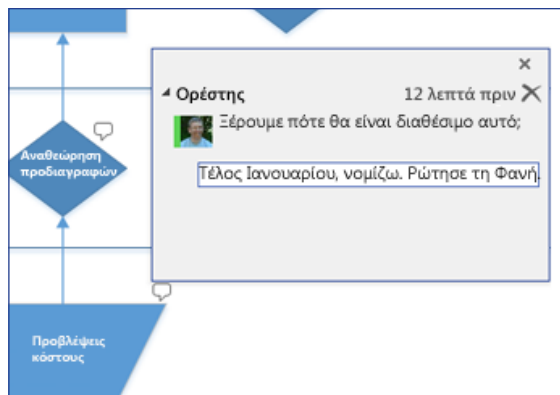 Ορέστης 12 λεπτά πριν
Ξέρουμε πότε θα είναι διαθέσιμο αυτό;
Τέλος Ιανουαρίου, νομίζω. Ρώτησε τη Φανή.
Αναθεώρηση
προδιαγραφών
Προβλέψεις
κόστους